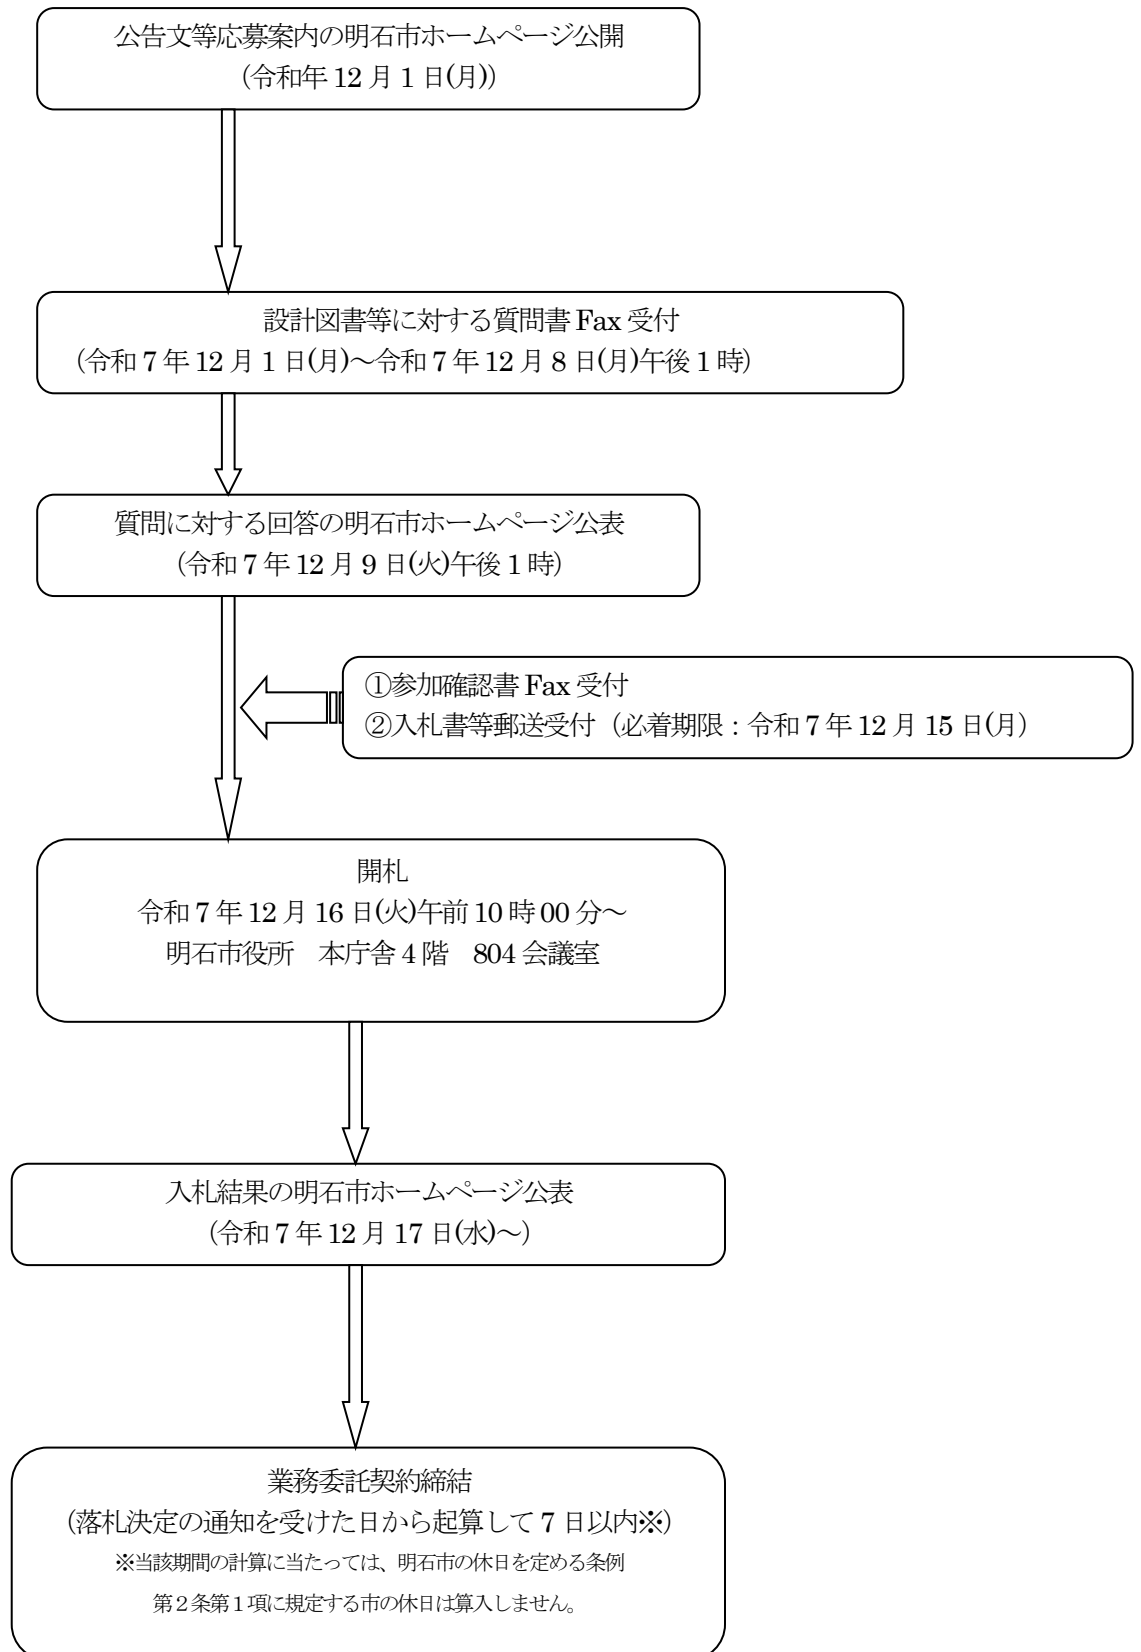 公告文等応募案内の明石市ホームページ公開
（令和年 12 月 1 日(月)）
設計図書等に対する質問書 Fax 受付
（令和 7 年 12 月 1 日(月)～令和 7 年 12 月 8 日(月)午後 1 時）
質問に対する回答の明石市ホームページ公表
（令和 7 年 12 月 9 日(火)午後 1 時）
①参加確認書 Fax 受付
②入札書等郵送受付（必着期限：令和 7 年 12 月 15 日(月)
開札
令和 7 年 12 月 16 日(火)午前 10 時 00 分～
明石市役所　本庁舎 4 階　804 会議室
入札結果の明石市ホームページ公表
（令和 7 年 12 月 17 日(水)～）
業務委託契約締結
（落札決定の通知を受けた日から起算して 7 日以内※）
※当該期間の計算に当たっては、明石市の休日を定める条例
第２条第１項に規定する市の休日は算入しません。